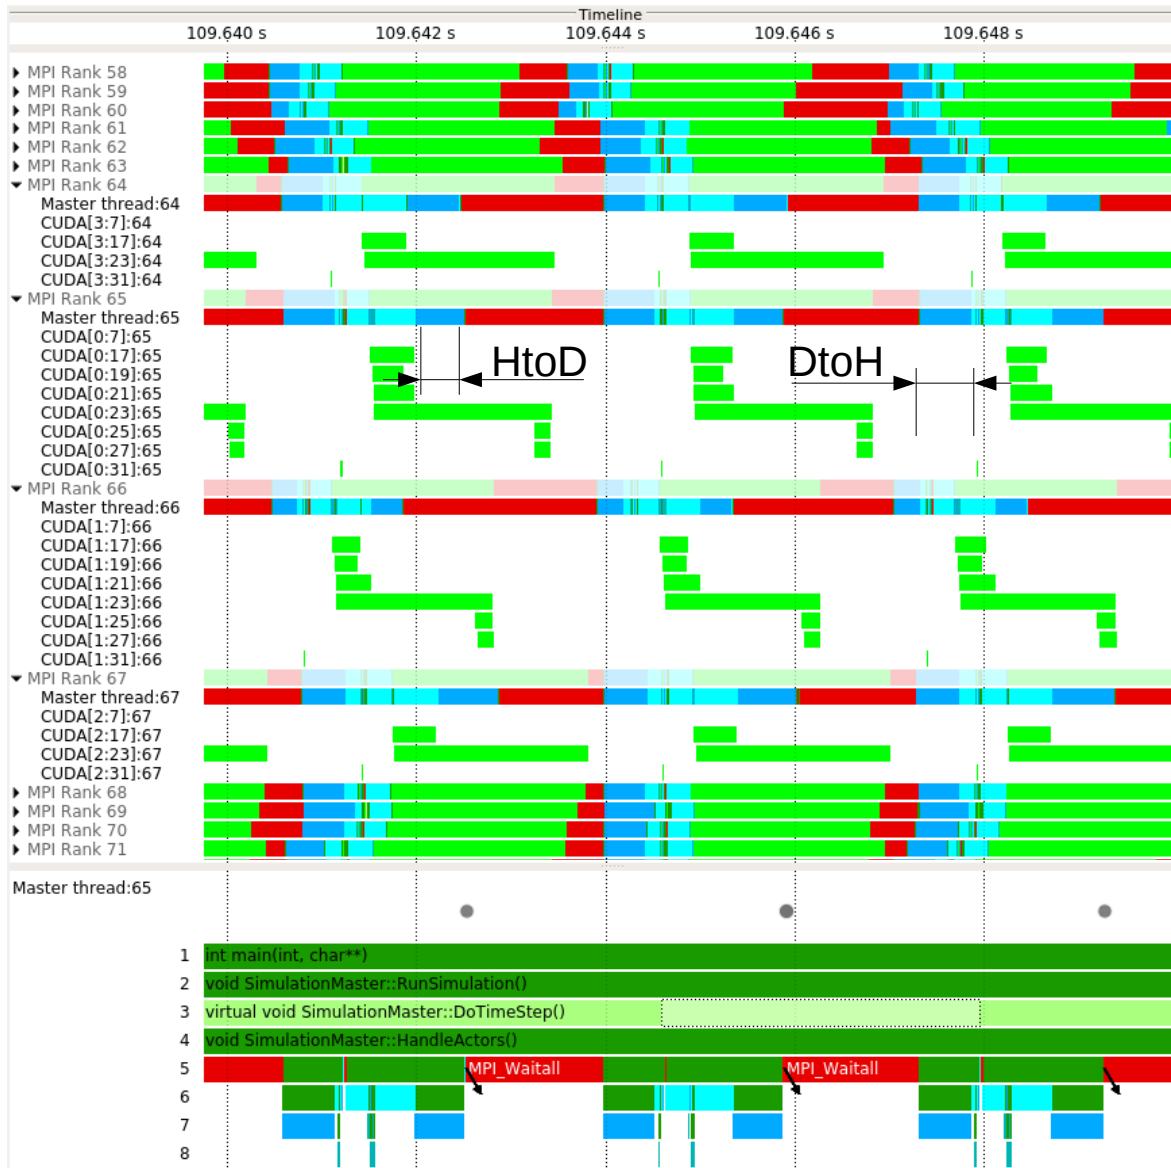 Timeline
109.640 s 109.642 s 109.644 s 109.646 s 109.648 s
MPI Rank 58
MPI Rank 59
MPI Rank 60
MPI Rank 61
MPI Rank 62
MPI Rank 63
MPI Rank 64
Master thread:64
CUDA[3:7]:64
CUDA[3:17]:64
CUDA[3:23]:64
CUDA[3:31]:64
MPI Rank 65
Master thread:65
CUDA[0:7]:65
CUDA[0:17]:65
HtoD DtoH
CUDA[0:19]:65
CUDA[0:21]:65
CUDA[0:23]:65
CUDA[0:25]:65
CUDA[0:27]:65
CUDA[0:31]:65
MPI Rank 66
Master thread:66
CUDA[1:7]:66
CUDA[1:17]:66
CUDA[1:19]:66
CUDA[1:21]:66
CUDA[1:23]:66
CUDA[1:25]:66
CUDA[1:27]:66
CUDA[1:31]:66
MPI Rank 67
Master thread:67
CUDA[2:7]:67
CUDA[2:17]:67
CUDA[2:23]:67
CUDA[2:31]:67
MPI Rank 68
MPI Rank 69
MPI Rank 70
MPI Rank 71
Master thread:65
1 int main(int, char**)
2 void SimulationMaster::RunSimulation()
3 virtual void SimulationMaster::DoTimeStep()
4 void SimulationMaster::HandleActors()
5 MPI_Waitall MPI_Waitall
6
7
8